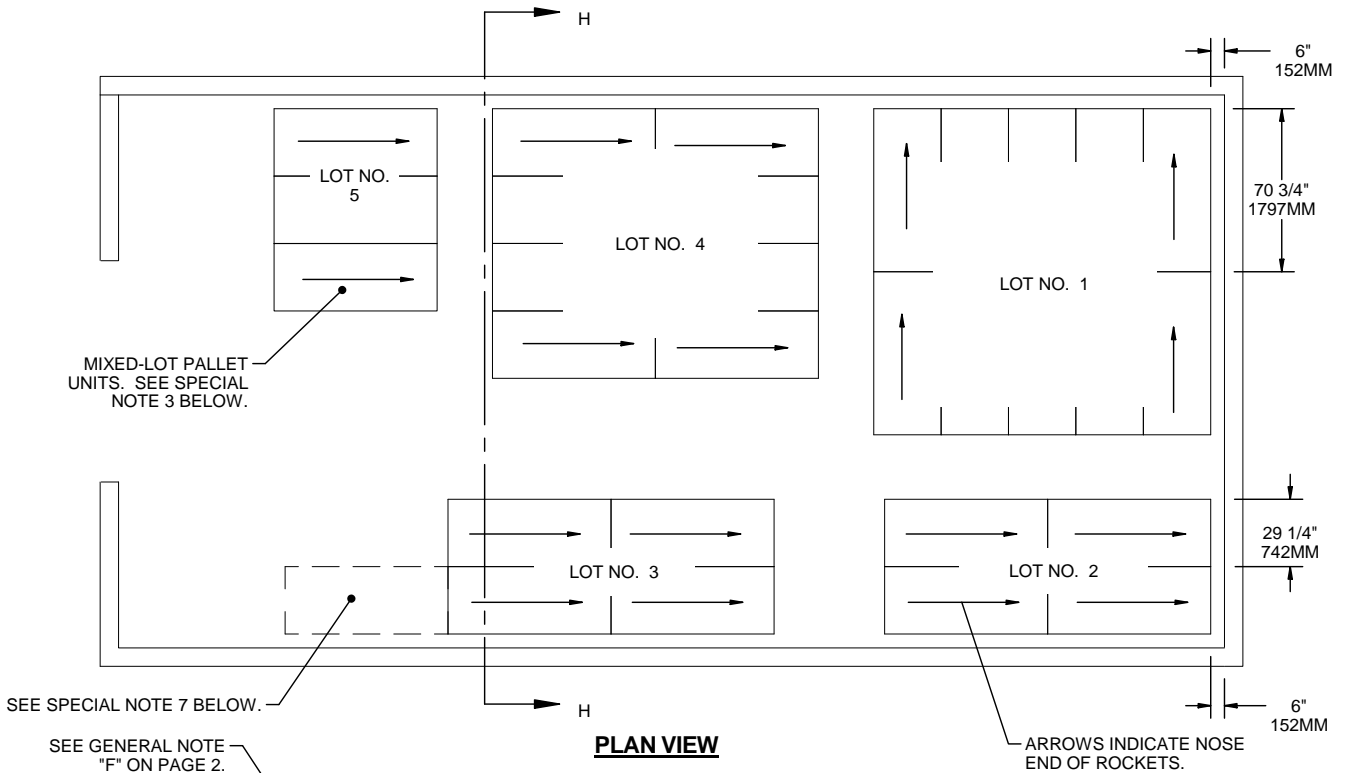 H
6"
152MM
LOT NO.
5
LOT NO. 4
LOT NO. 1
70 3/4"
1797MM
MIXED-LOT PALLET
UNITS. SEE SPECIAL
NOTE 3 BELOW.
LOT NO. 3
LOT NO. 2
29 1/4"
742MM
SEE SPECIAL NOTE 7 BELOW.
H
6"
152MM
SEE GENERAL NOTE
"F" ON PAGE 2.
PLAN VIEW
ARROWS INDICATE NOSE
END OF ROCKETS.